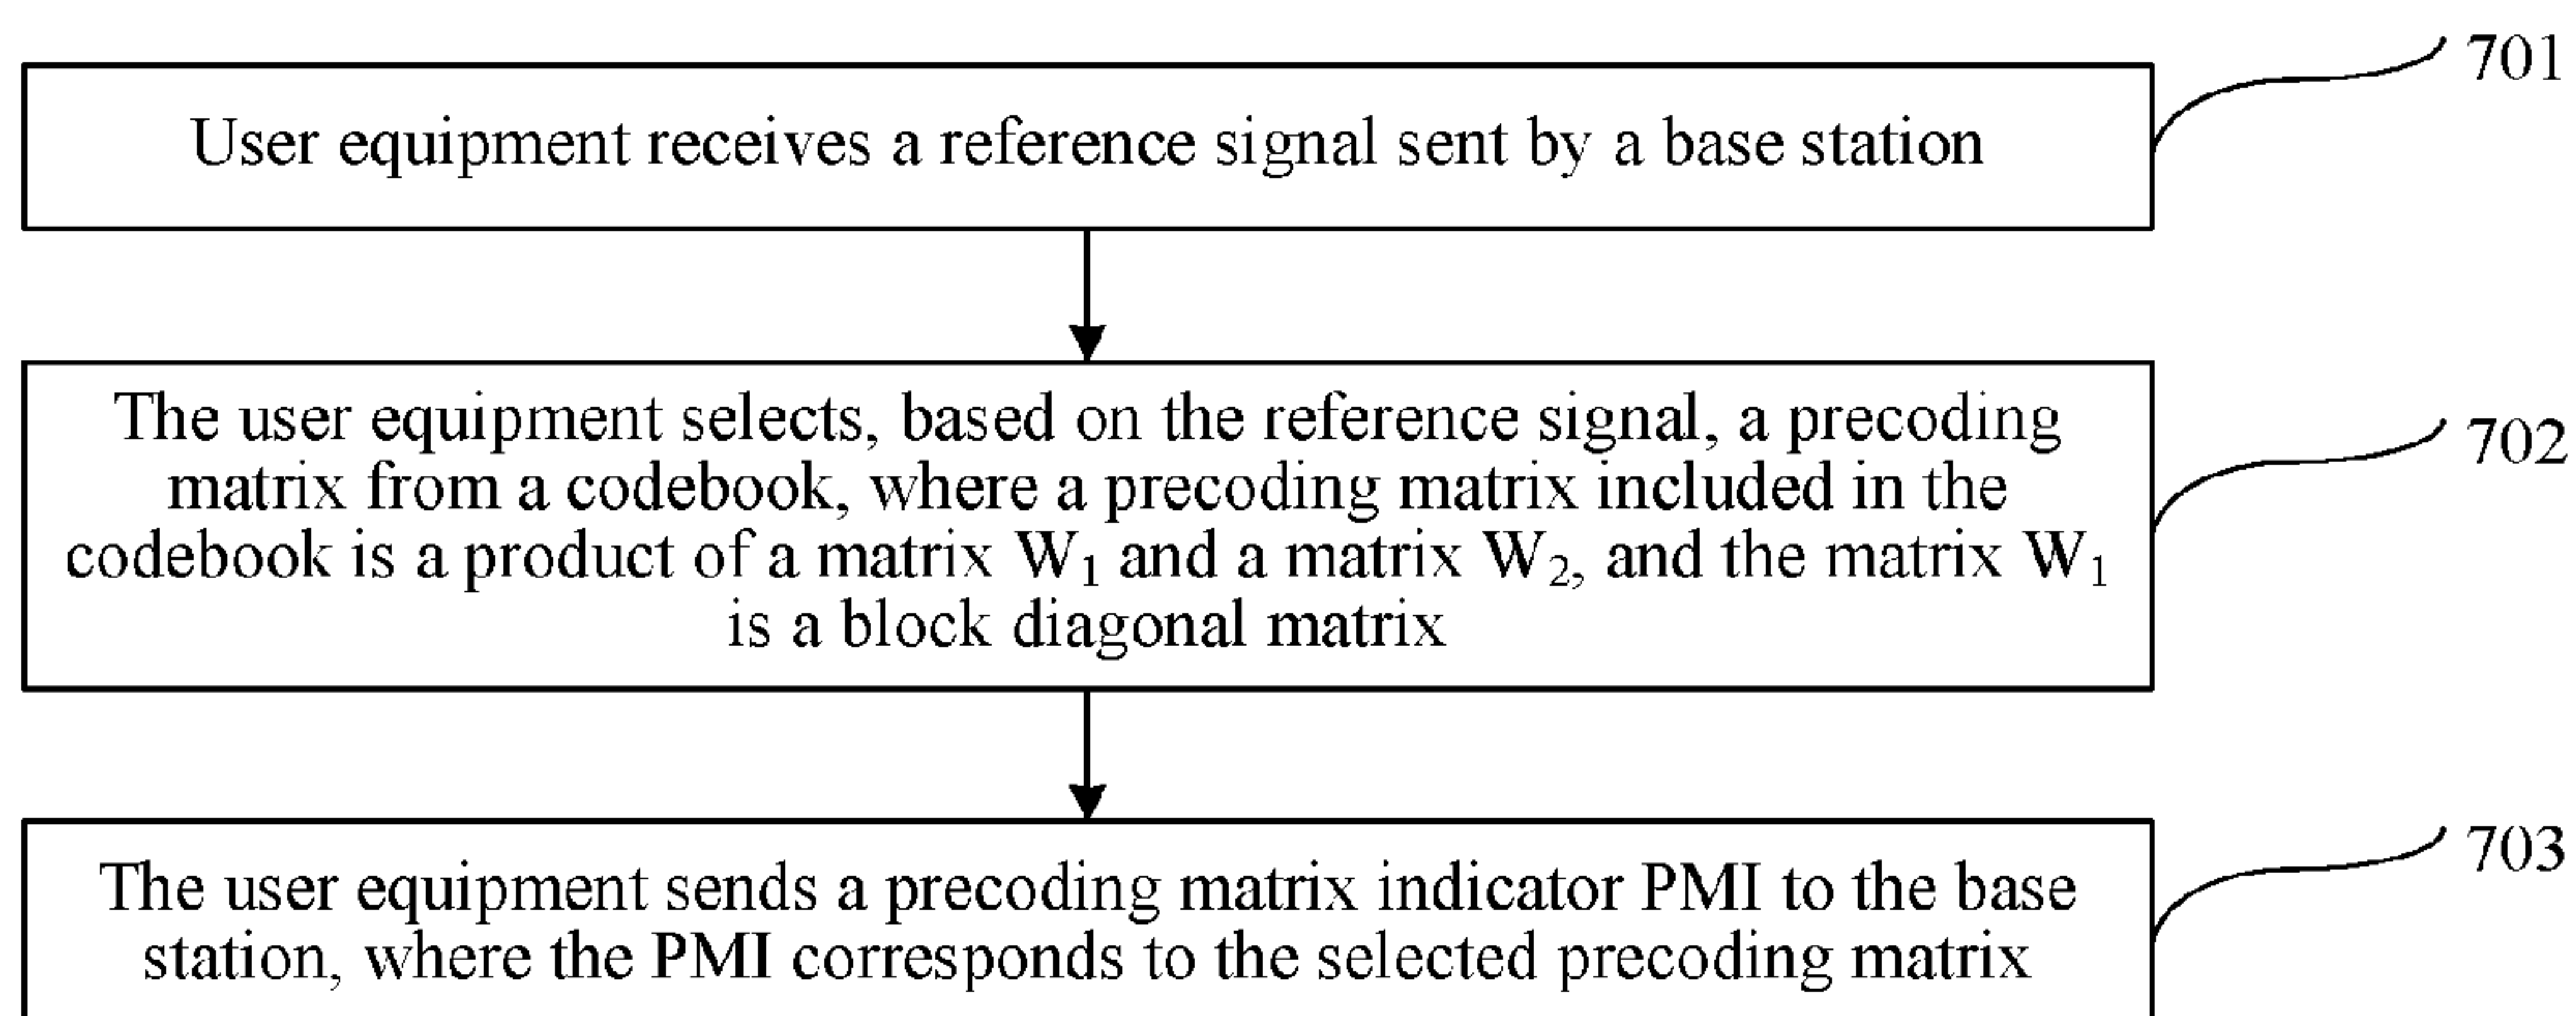 701
User equipment receives a reference signal sent by a base station
The user equipment selects, based on the reference signal, a precoding
702
matrix from a codebook, where a precoding matrix included in the
codebook is a product of a matrix W₁ and a matrix W₂, and the matrix W₁
is a block diagonal matrix
703
The user equipment sends a precoding matrix indicator PMI to the base
station, where the PMI corresponds to the selected precoding matrix